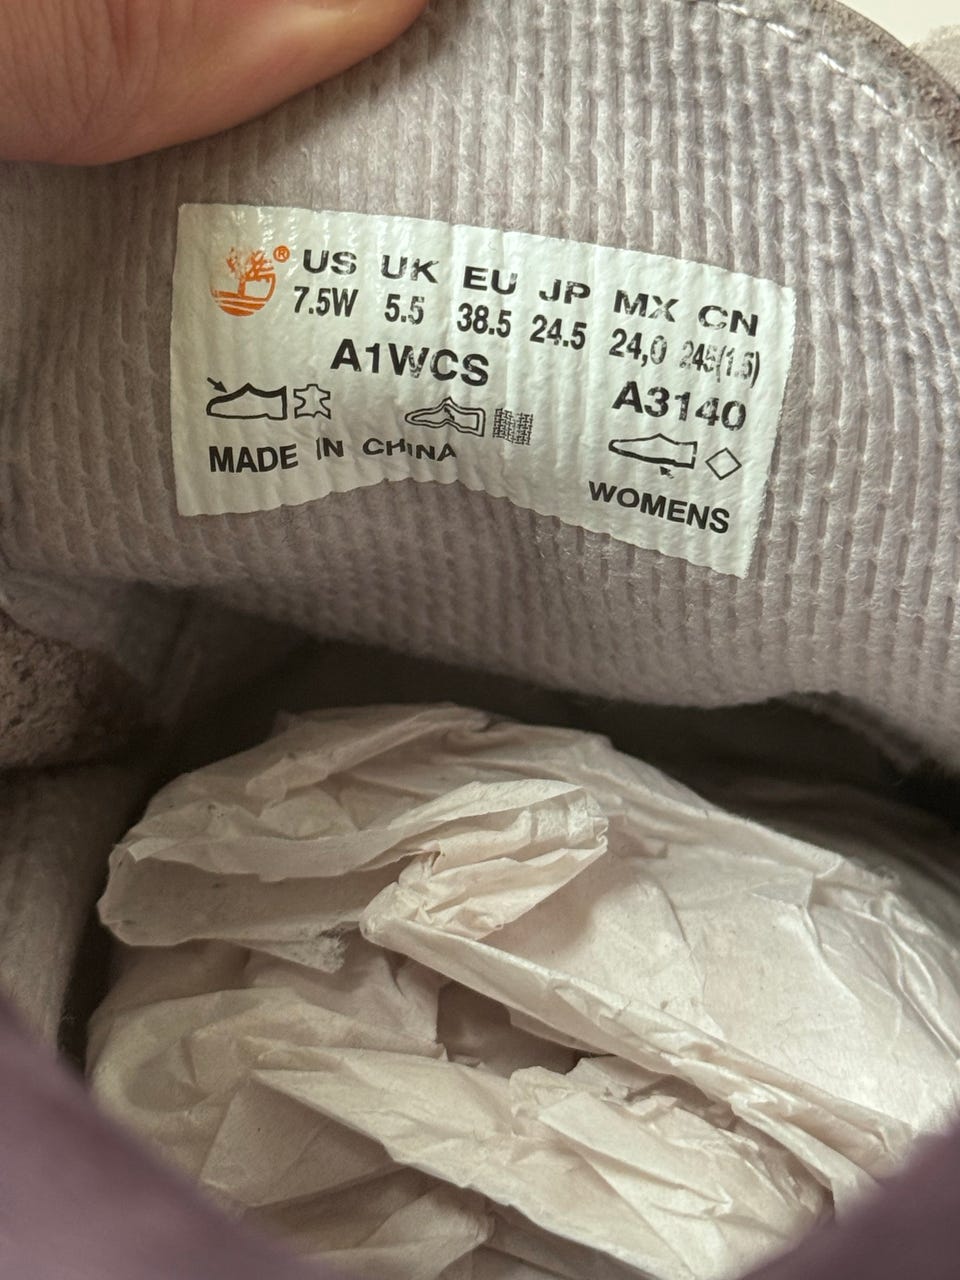 ® US UK EU JP MX CN
7.5W 5.5 38.5 24.5 24,0 245(1.5)
A1WCS A3140
MADE IN CHINA WOMENS